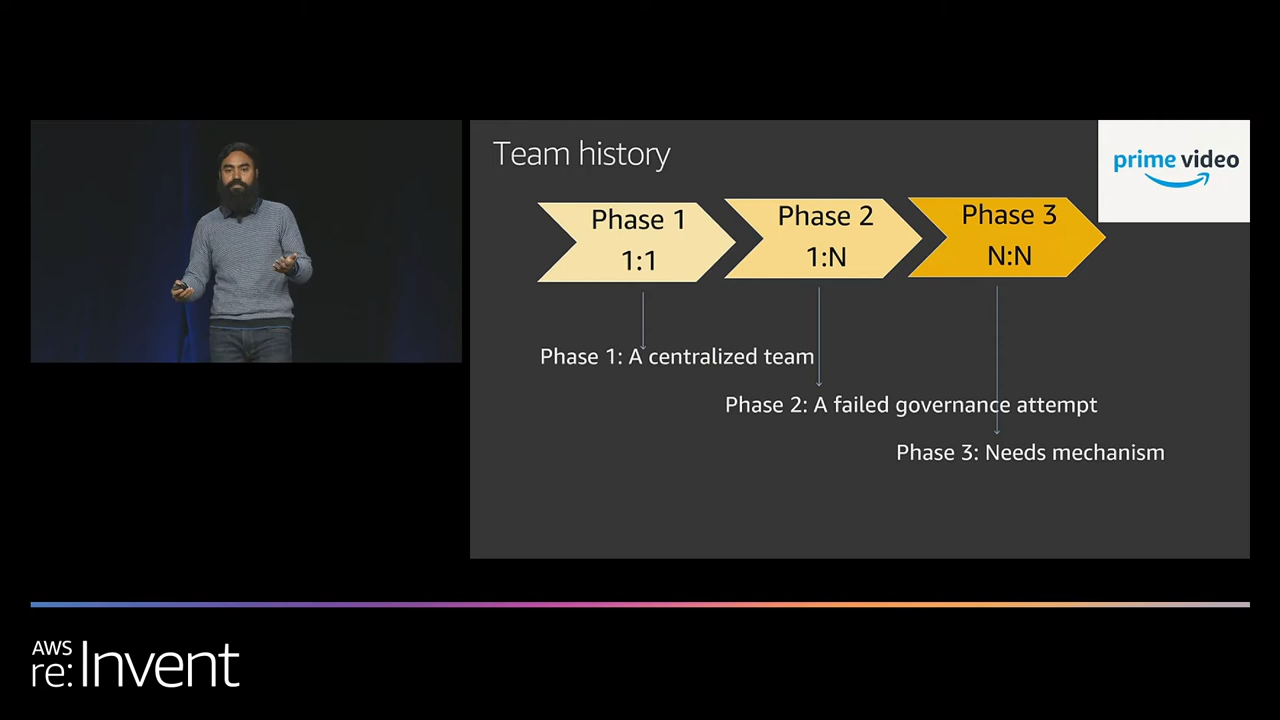 Team history
prime video
Phase 1
1:1
Phase 2
1:N
Phase 3
N:N
Phase 1: A centralized team
Phase 2: A failed governance attempt
Phase 3: Needs mechanism
AWS
re:Invent